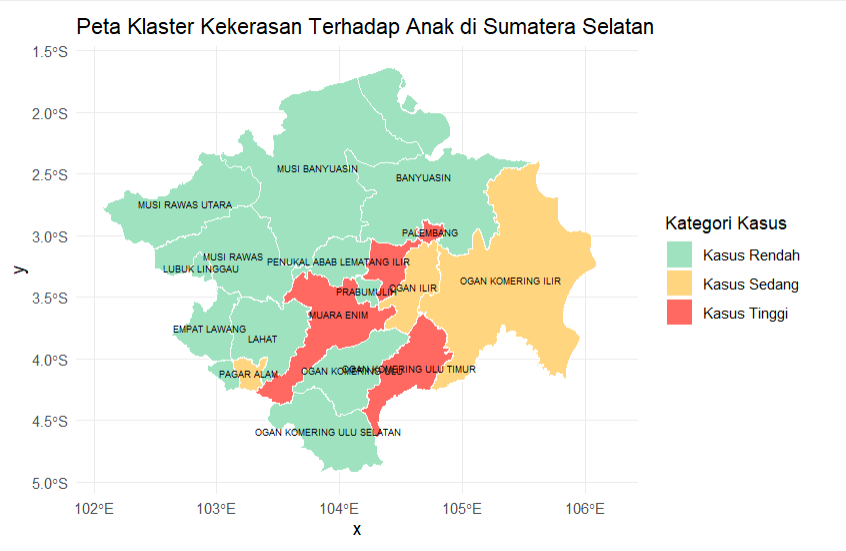 Peta Klaster Kekerasan Terhadap Anak di Sumatera Selatan
1.5°S
2.0°S
2.5°S
3.0°S
3.5°S
4.0°S
4.5°S
5.0°S
y
MUSI BANYUASIN
BANYUASIN
MUSI RAWAS UTARA
PALEMBANG
MUSI RAWAS
PENUKAL ABAB LEMATANG ILIR
LUBUK LINGGAU
OGAN KOMERING ILIR
OGAN ILIR
PRABUMULIH
MUARA ENIM
EMPAT LAWANG
LAHAT
OGAN KOMERING ULU
OGAN KOMERING ULU TIMUR
PAGAR ALAM
OGAN KOMERING ULU SELATAN
102°E
103°E
104°E
105°E
106°E
x
Kategori Kasus
Kasus Rendah
Kasus Sedang
Kasus Tinggi